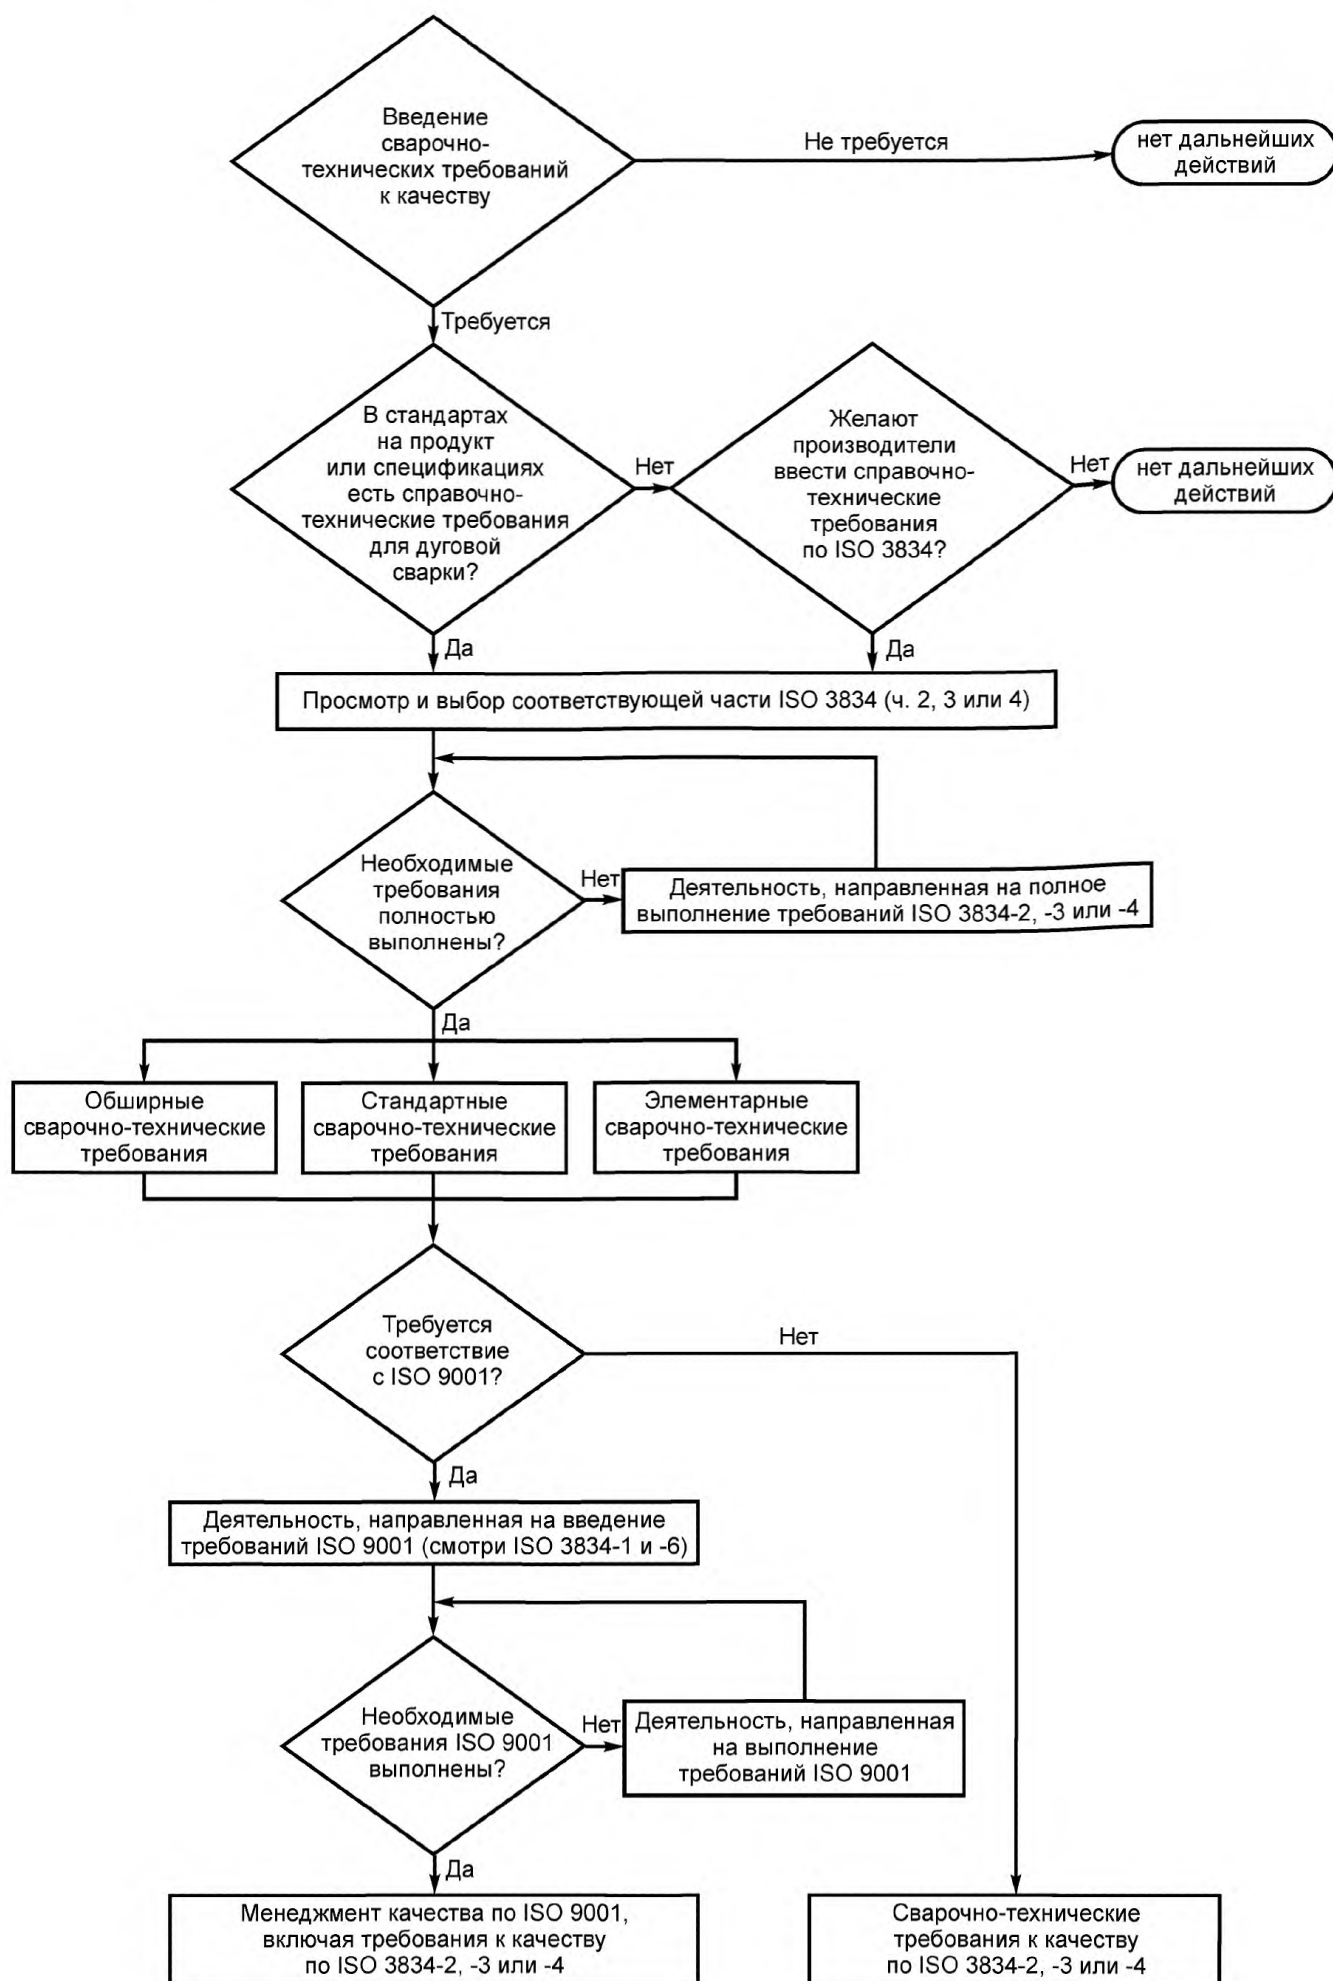 Введение
сварочно-
технических требований
к качеству
Не требуется
нет дальнейших
действий
Требуется
В стандартах
на продукт
или спецификациях
есть справочно-
технические требования
для дуговой
сварки?
Нет
Желают
производители
ввести справочно-
технические
требования
по ISO 3834?
Нет
нет дальнейших
действий
Да
Да
Просмотр и выбор соответствующей части ISO 3834 (ч. 2, 3 или 4)
Необходимые
требования
полностью
выполнены?
Нет
Деятельность, направленная на полное
выполнение требований ISO 3834-2, -3 или -4
Да
Обширные
сварочно-технические
требования
Стандартные
сварочно-технические
требования
Элементарные
сварочно-технические
требования
Требуется
соответствие
с ISO 9001?
Нет
Да
Деятельность, направленная на введение
требований ISO 9001 (смотри ISO 3834-1 и -6)
Необходимые
требования ISO 9001
выполнены?
Нет
Деятельность, направленная
на выполнение
требований ISO 9001
Да
Менеджмент качества по ISO 9001,
включая требования к качеству
по ISO 3834-2, -3 или -4
Сварочно-технические
требования к качеству
по ISO 3834-2, -3 или -4